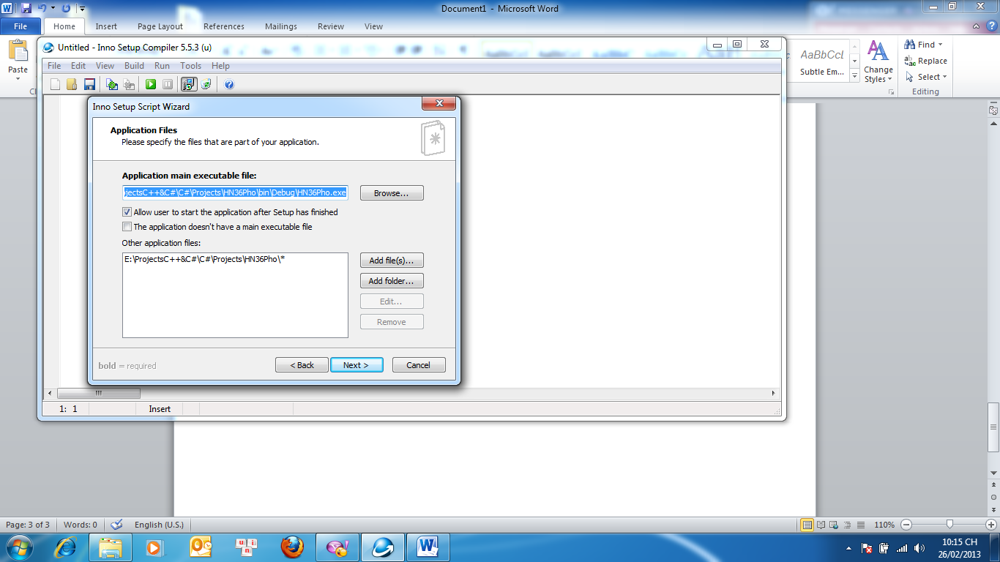 Document1 - Microsoft Word
File Home Insert Page Layout References Mailings Review View
Paste
Untitled - Inno Setup Compiler 5.5.3 (u)
File Edit View Build Run Tools Help
AaBbCcL
Subtle Em...
Change
Styles
Find
Replace
Select
Editing
Inno Setup Script Wizard
Application Files
Please specify the files that are part of your application.
Application main executable file:
ojectsC++&C#\C#\Projects\HN36Pho\bin\Debug\HN36Pho.exe
Browse...
Allow user to start the application after Setup has finished
The application doesn't have a main executable file
Other application files:
E:\ProjectsC++&C#\C#\Projects\HN36Pho\*
Add file(s)...
Add folder...
Edit...
Remove
bold = required
< Back Next > Cancel
1: 1 Insert
Page: 3 of 3 Words: 0 English (U.S.) 110%
10:15 CH
26/02/2013